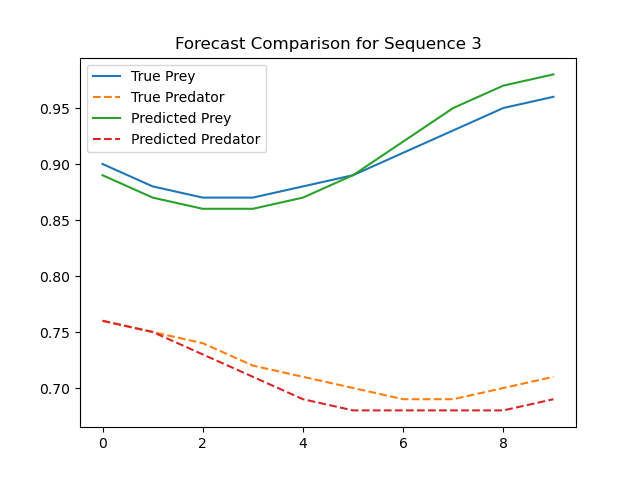 Forecast Comparison for Sequence 3
True Prey
True Predator
Predicted Prey
Predicted Predator
0.95
0.90
0.85
0.80
0.75
0.70
0 2 4 6 8